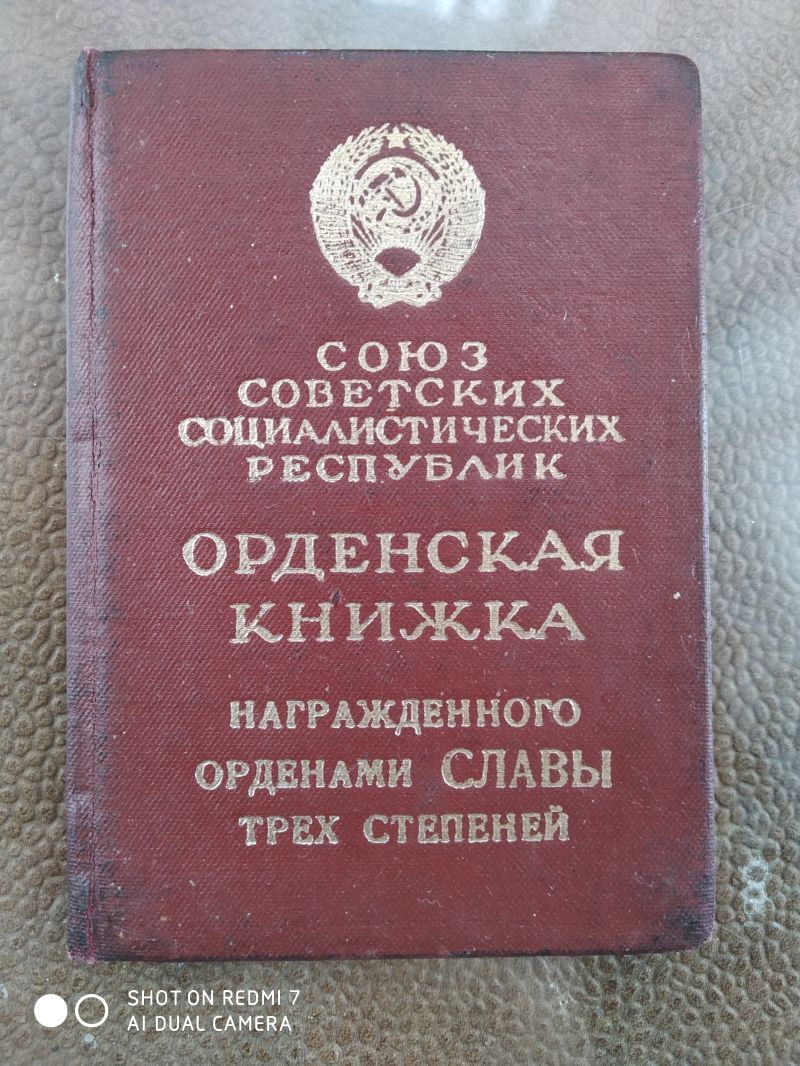 СОЮЗ
СОВЕТСКИХ
СОЦИАЛИСТИЧЕСКИХ
РЕСПУБЛИК
ОРДЕНСКАЯ
КНИЖКА
НАГРАЖДЕННОГО
ОРДЕНАМИ СЛАВЫ
ТРЕХ СТЕПЕНЕЙ
SHOT ON REDMI 7
AI DUAL CAMERA